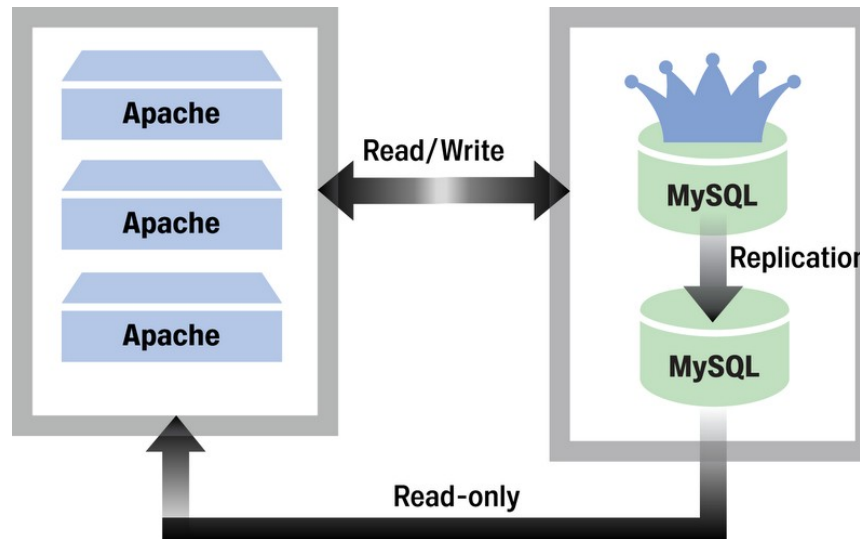 Apache
Apache
Apache
Read/Write
MySQL
Replication
MySQL
Read-only